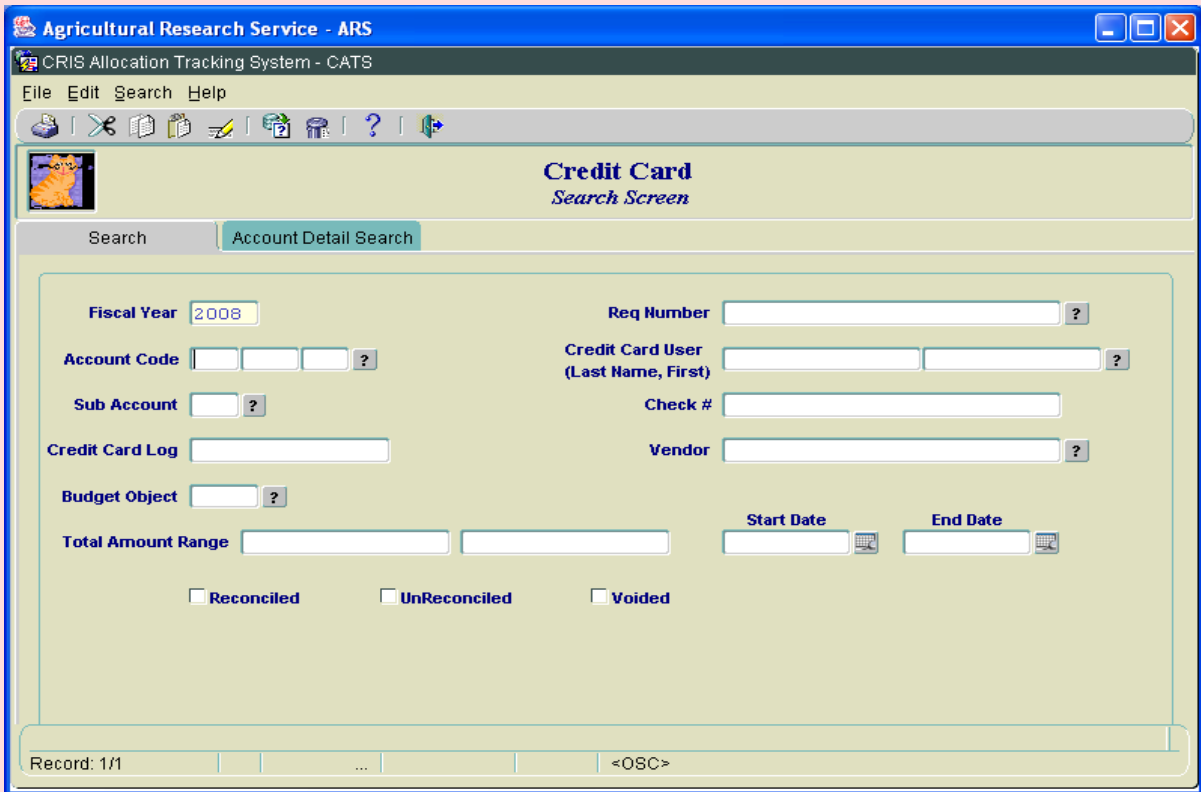 Agricultural Research Service - ARS
CRIS Allocation Tracking System - CATS
File Edit Search Help
?
Credit Card
Search Screen
Search Account Detail Search
Fiscal Year 2008 Req Number ?
Account Code ? Credit Card User (Last Name, First) ?
Sub Account ? Check #
Credit Card Log Vendor ?
Budget Object ?
Start Date End Date
Total Amount Range
Reconciled UnReconciled Voided
Record: 1/1 ... <OSC>